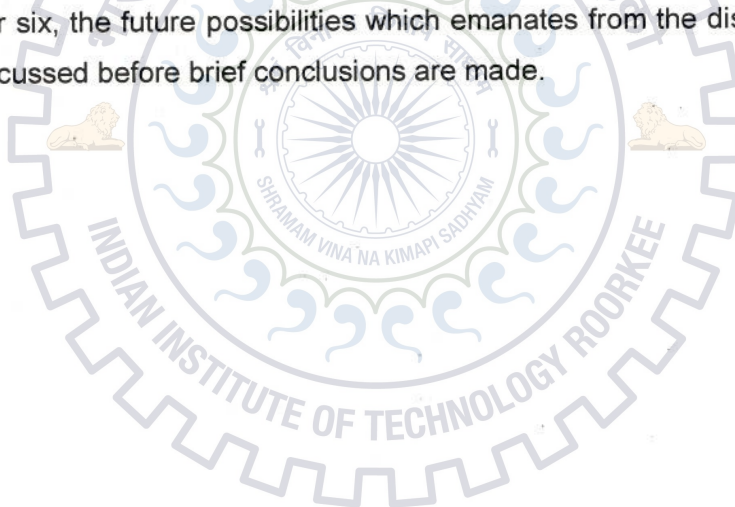 r six, the future possibilities which emanates from the dis
cussed before brief conclusions are made.
SHRAMAM VINA NA KIMAPI SADHYAM
INDIAN INSTITUTE OF TECHNOLOGY ROORKEE